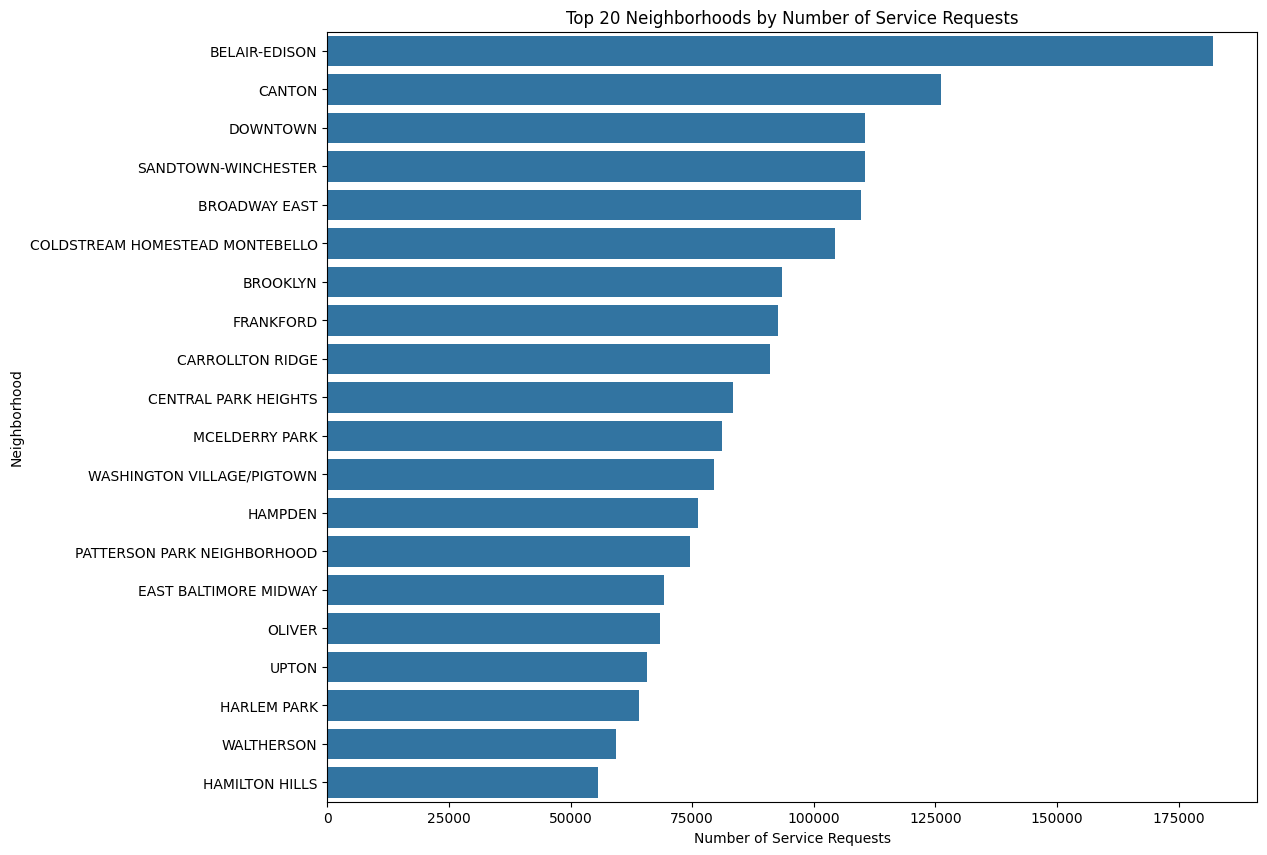 Top 20 Neighborhoods by Number of Service Requests
BELAIR-EDISON
CANTON
DOWNTOWN
SANDTOWN-WINCHESTER
BROADWAY EAST
COLDSTREAM HOMESTEAD MONTEBELLO
BROOKLYN
FRANKFORD
CARROLLTON RIDGE
CENTRAL PARK HEIGHTS
MCELDERRY PARK
WASHINGTON VILLAGE/PIGTOWN
HAMPDEN
PATTERSON PARK NEIGHBORHOOD
EAST BALTIMORE MIDWAY
OLIVER
UPTON
HARLEM PARK
WALTHERSON
HAMILTON HILLS
Neighborhood
0 25000 50000 75000 100000 125000 150000 175000
Number of Service Requests